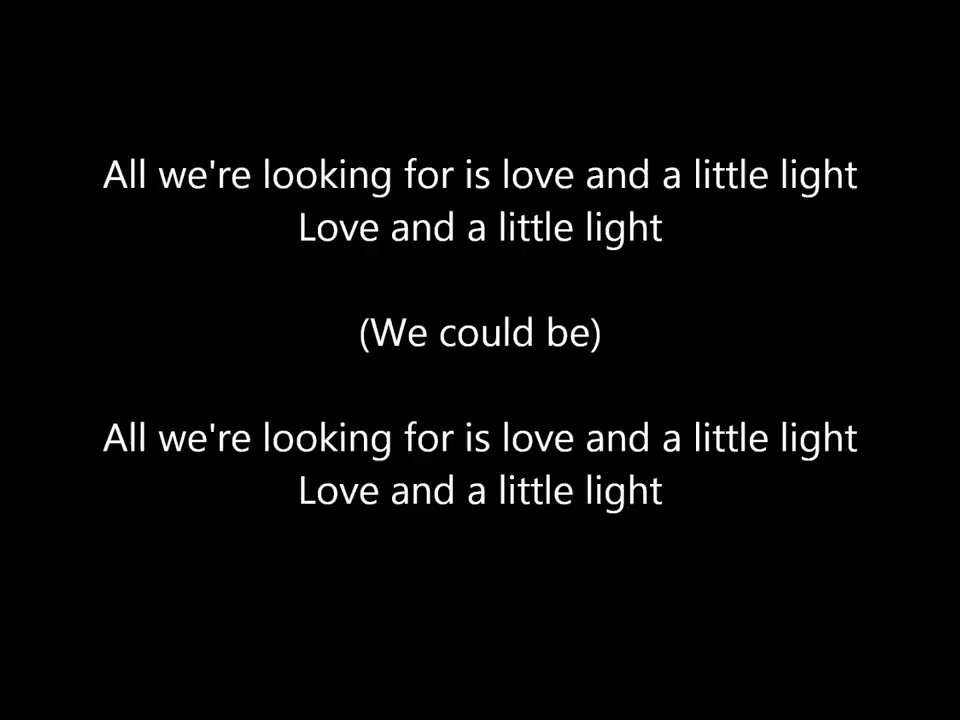 All we're looking for is love and a little light
Love and a little light
(We could be)
All we're looking for is love and a little light
Love and a little light